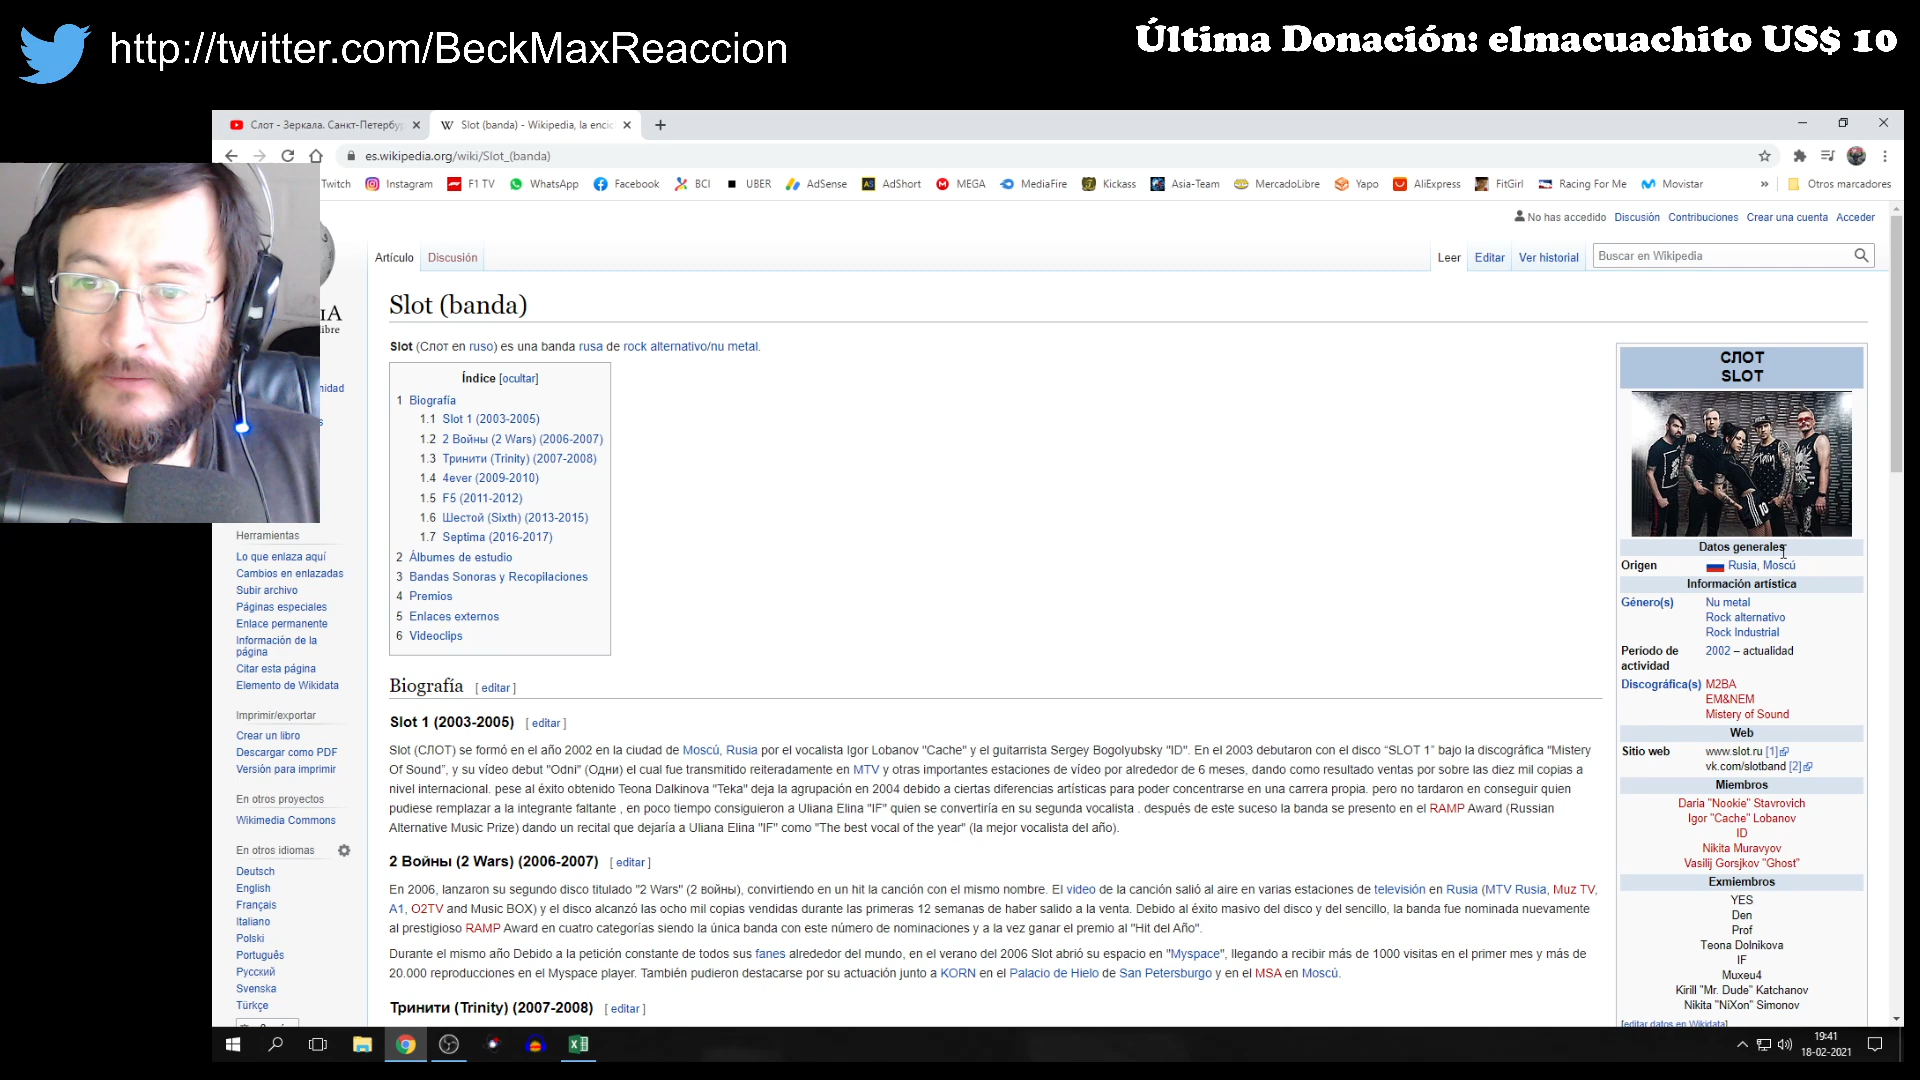 http://twitter.com/BeckMaxReaccion
Última Donación: elmacuachito US$ 10
Слот - Зеркала. Санкт-Петербу
Slot (banda) - Wikipedia, la enci
es.wikipedia.org/wiki/Slot_(banda)
Twitch Instagram F1 TV WhatsApp Facebook BCI UBER AdSense AdShort MEGA MediaFire Kickass Asia-Team MercadoLibre Yapo AliExpress FitGirl Racing For Me Movistar » Otros marcadores
No has accedido Discusión Contribuciones Crear una cuenta Acceder
Artículo Discusión Leer Editar Ver historial Buscar en Wikipedia
Slot (banda)
Slot (Слот en ruso) es una banda rusa de rock alternativo/nu metal.
Índice [ocultar]
1 Biografía
1.1 Slot 1 (2003-2005)
1.2 2 Войны (2 Wars) (2006-2007)
1.3 Тринити (Trinity) (2007-2008)
1.4 4ever (2009-2010)
1.5 F5 (2011-2012)
1.6 Шестой (Sixth) (2013-2015)
1.7 Septima (2016-2017)
2 Álbumes de estudio
3 Bandas Sonoras y Recopilaciones
4 Premios
5 Enlaces externos
6 Videoclips
Biografía [ editar ]
Slot 1 (2003-2005) [ editar ]
Slot (СЛОТ) se formó en el año 2002 en la ciudad de Moscú, Rusia por el vocalista Igor Lobanov "Cache" y el guitarrista Sergey Bogolyubsky "ID". En el 2003 debutaron con el disco “SLOT 1” bajo la discográfica "Mistery
Of Sound”, y su vídeo debut "Odni" (Одни) el cual fue transmitido reiteradamente en MTV y otras importantes estaciones de vídeo por alrededor de 6 meses, dando como resultado ventas por sobre las diez mil copias a
nivel internacional. pese al éxito obtenido Teona Dalkinova "Teka" deja la agrupación en 2004 debido a ciertas diferencias artísticas para poder concentrarse en una carrera propia. pero no tardaron en conseguir quien
pudiese remplazar a la integrante faltante , en poco tiempo consiguieron a Uliana Elina "IF" quien se convertiría en su segunda vocalista . después de este suceso la banda se presento en el RAMP Award (Russian
Alternative Music Prize) dando un recital que dejaría a Uliana Elina "IF" como "The best vocal of the year" (la mejor vocalista del año).
2 Войны (2 Wars) (2006-2007) [ editar ]
En 2006, lanzaron su segundo disco titulado "2 Wars" (2 войны), convirtiendo en un hit la canción con el mismo nombre. El video de la canción salió al aire en varias estaciones de televisión en Rusia (MTV Rusia, Muz TV,
A1, O2TV and Music BOX) y el disco alcanzó las ocho mil copias vendidas durante las primeras 12 semanas de haber salido a la venta. Debido al éxito masivo del disco y del sencillo, la banda fue nominada nuevamente
al prestigioso RAMP Award en cuatro categorías siendo la única banda con este número de nominaciones y a la vez ganar el premio al "Hit del Año".
Durante el mismo año Debido a la petición constante de todos sus fanes alrededor del mundo, en el verano del 2006 Slot abrió su espacio en "Myspace", llegando a recibir más de 1000 visitas en el primer mes y más de
20.000 reproducciones en el Myspace player. También pudieron destacarse por su actuación junto a KORN en el Palacio de Hielo de San Petersburgo y en el MSA en Moscú.
Тринити (Trinity) (2007-2008) [ editar ]
СЛОТ
SLOT
Datos generales
Origen Rusia, Moscú
Información artística
Género(s) Nu metal
Rock alternativo
Rock Industrial
Periodo de actividad 2002 – actualidad
Discográfica(s) M2BA
EM&NEM
Mistery of Sound
Web
Sitio web www.slot.ru [1]
vk.com/slotband [2]
Miembros
Daria "Nookie" Stavrovich
Igor "Cache" Lobanov
ID
Nikita Muravyov
Vasilij Gorsjkov "Ghost"
Exmiembros
YES
Den
Prof
Teona Dolnikova
IF
Muxeu4
Kirill "Mr. Dude" Katchanov
Nikita "NiXon" Simonov
[editar datos en Wikidata]
IA
libre
nidad
s
Herramientas
Lo que enlaza aquí
Cambios en enlazadas
Subir archivo
Páginas especiales
Enlace permanente
Información de la
página
Citar esta página
Elemento de Wikidata
Imprimir/exportar
Crear un libro
Descargar como PDF
Versión para imprimir
En otros proyectos
Wikimedia Commons
En otros idiomas
Deutsch
English
Français
Italiano
Polski
Português
Русский
Svenska
Türkçe
19:41
18-02-2021